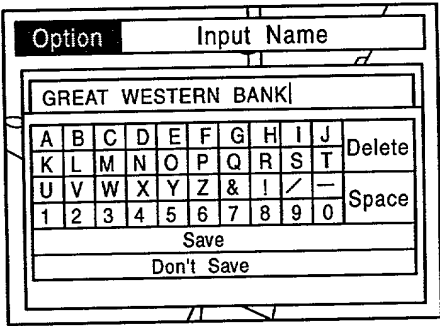 Option Input Name
GREAT WESTERN BANK
A B C D E F G H I J Delete
K L M N O P Q R S T
U V W X Y Z & ! / — Space
1 2 3 4 5 6 7 8 9 0
Save
Don't Save